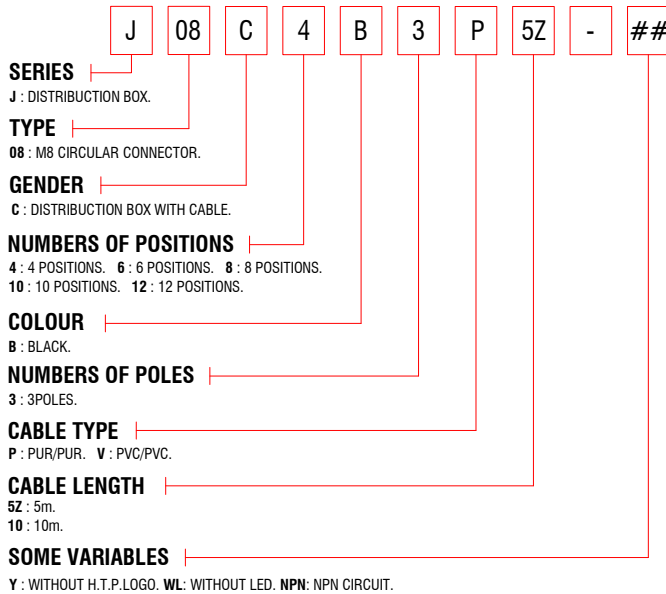 J 08 C 4 B 3 P 5Z - ##
SERIES
J : DISTRIBUCTION BOX.
TYPE
08 : M8 CIRCULAR CONNECTOR.
GENDER
C : DISTRIBUCTION BOX WITH CABLE.
NUMBERS OF POSITIONS
4 : 4 POSITIONS. 6 : 6 POSITIONS. 8 : 8 POSITIONS.
10 : 10 POSITIONS. 12 : 12 POSITIONS.
COLOUR
B : BLACK.
NUMBERS OF POLES
3 : 3POLES.
CABLE TYPE
P : PUR/PUR. V : PVC/PVC.
CABLE LENGTH
5Z : 5m.
10 : 10m.
SOME VARIABLES
Y : WITHOUT H.T.P.LOGO. WL: WITHOUT LED. NPN: NPN CIRCUIT.